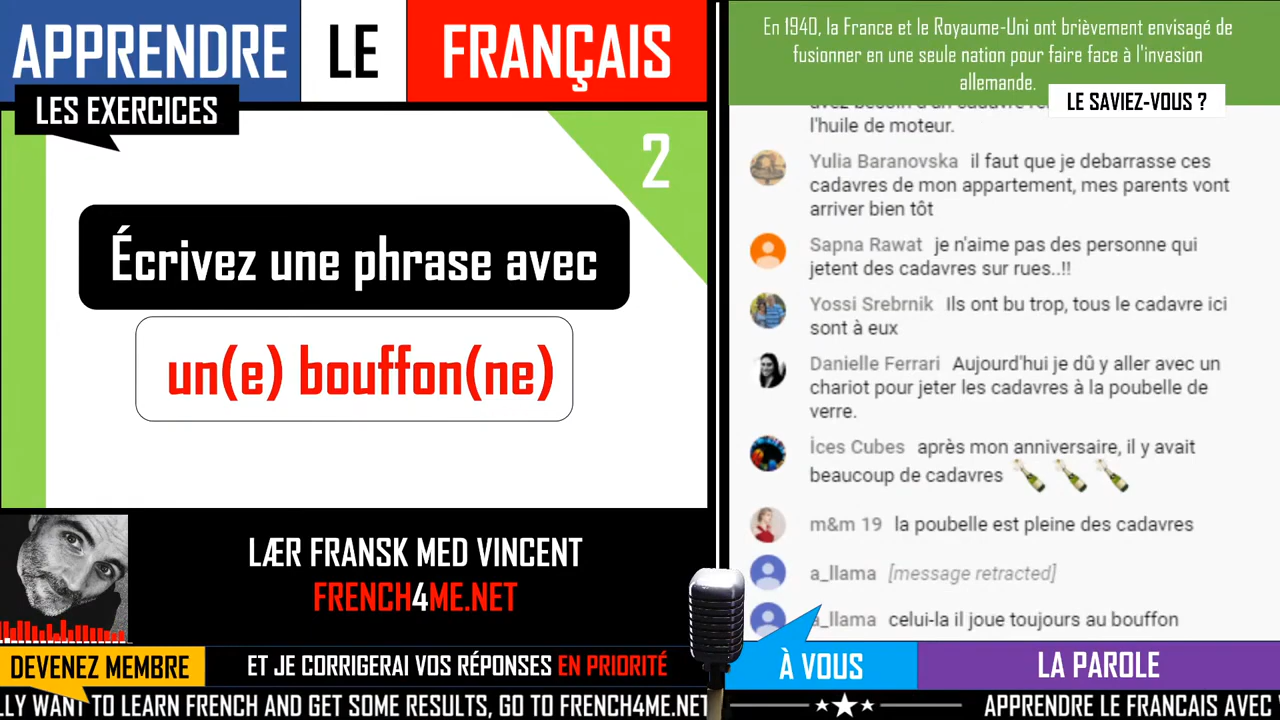 APPRENDRE LE FRANÇAIS
LES EXERCICES
2
Écrivez une phrase avec
un(e) bouffon(ne)
LÆR FRANSK MED VINCENT
FRENCH4ME.NET
DEVENEZ MEMBRE
ET JE CORRIGERAI VOS RÉPONSES EN PRIORITÉ
LLY WANT TO LEARN FRENCH AND GET SOME RESULTS, GO TO FRENCH4ME.NET
En 1940, la France et le Royaume-Uni ont brièvement envisagé de
fusionner en une seule nation pour faire face à l'invasion
allemande.
LE SAVIEZ-VOUS ?
l'huile de moteur.
Yulia Baranovska il faut que je debarrasse ces
cadavres de mon appartement, mes parents vont
arriver bien tôt
Sapna Rawat je n'aime pas des personne qui
jetent des cadavres sur rues..!!
Yossi Srebrnik Ils ont bu trop, tous le cadavre ici
sont à eux
Danielle Ferrari Aujourd'hui je dû y aller avec un
chariot pour jeter les cadavres à la poubelle de
verre.
İces Cubes après mon anniversaire, il y avait
beaucoup de cadavres
m&m 19 la poubelle est pleine des cadavres
a_llama [message retracted]
a_llama celui-la il joue toujours au bouffon
À VOUS
LA PAROLE
APPRENDRE LE FRANCAIS AVEC